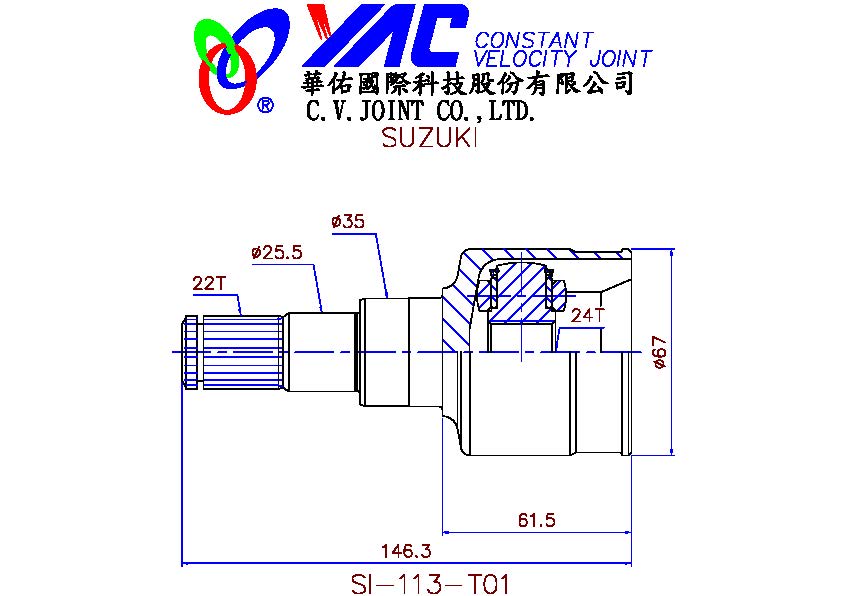 YAC CONSTANT
VELOCITY JOINT
®
華佑國際科技股份有限公司
C.V.JOINT CO.,LTD.
SUZUKI
ø35
ø25.5
22T
24T
ø67
61.5
146.3
SI-113-T01